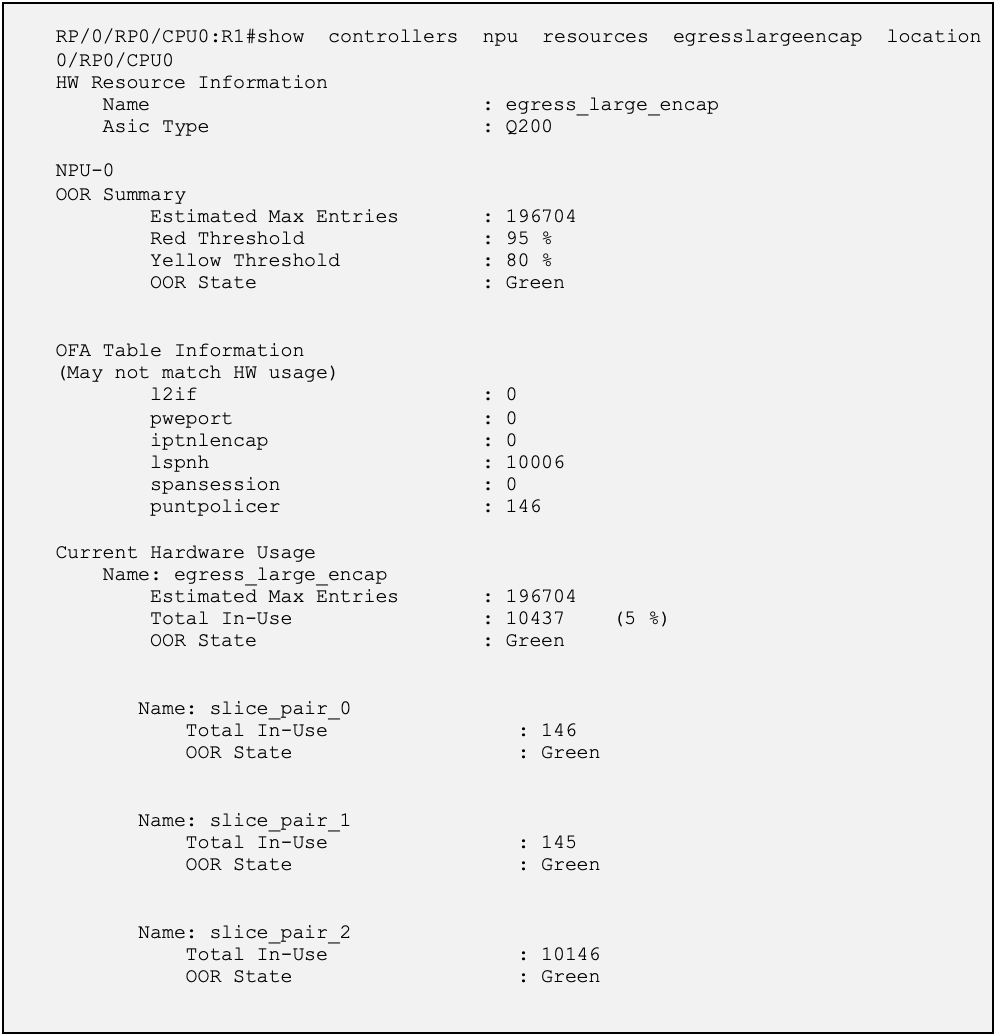 RP/0/RP0/CPU0:R1#show controllers npu resources egresslargeencap location
0/RP0/CPU0
HW Resource Information
Name : egress_large_encap
Asic Type : Q200
NPU-0
OOR Summary
Estimated Max Entries : 196704
Red Threshold : 95 %
Yellow Threshold : 80 %
OOR State : Green
OFA Table Information
(May not match HW usage)
l2if : 0
pweport : 0
iptnlencap : 0
lspnh : 10006
spansession : 0
puntpolicer : 146
Current Hardware Usage
Name: egress_large_encap
Estimated Max Entries : 196704
Total In-Use : 10437 (5 %)
OOR State : Green
Name: slice_pair_0
Total In-Use : 146
OOR State : Green
Name: slice_pair_1
Total In-Use : 145
OOR State : Green
Name: slice_pair_2
Total In-Use : 10146
OOR State : Green